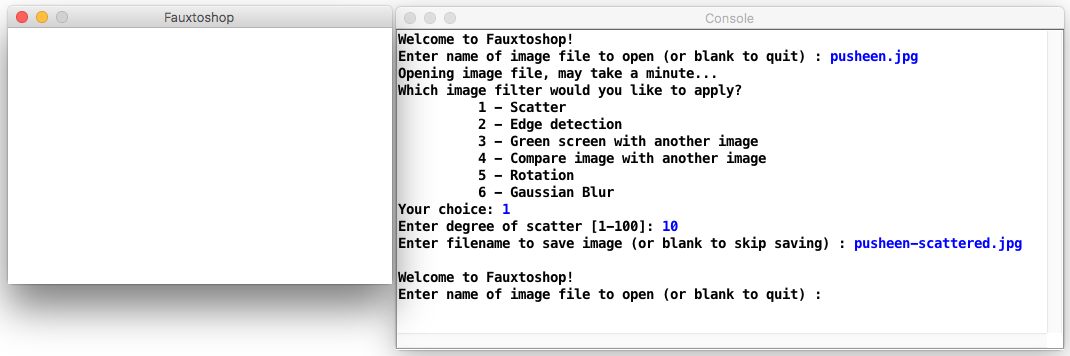 Fauxtoshop
Console
Welcome to Fauxtoshop!
Enter name of image file to open (or blank to quit) : pusheen.jpg
Opening image file, may take a minute...
Which image filter would you like to apply?
1 – Scatter
2 – Edge detection
3 – Green screen with another image
4 – Compare image with another image
5 – Rotation
6 – Gaussian Blur
Your choice: 1
Enter degree of scatter [1–100]: 10
Enter filename to save image (or blank to skip saving) : pusheen-scattered.jpg
Welcome to Fauxtoshop!
Enter name of image file to open (or blank to quit) :